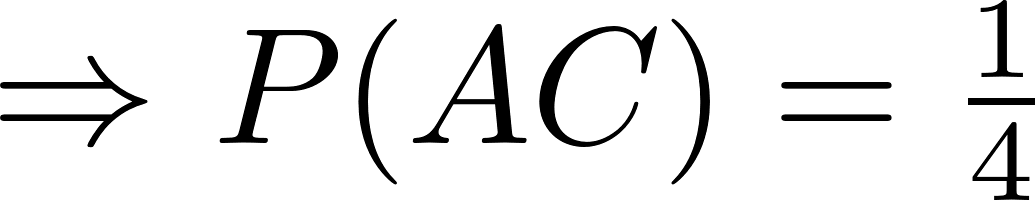 ⇒ P(AC) = 1/4